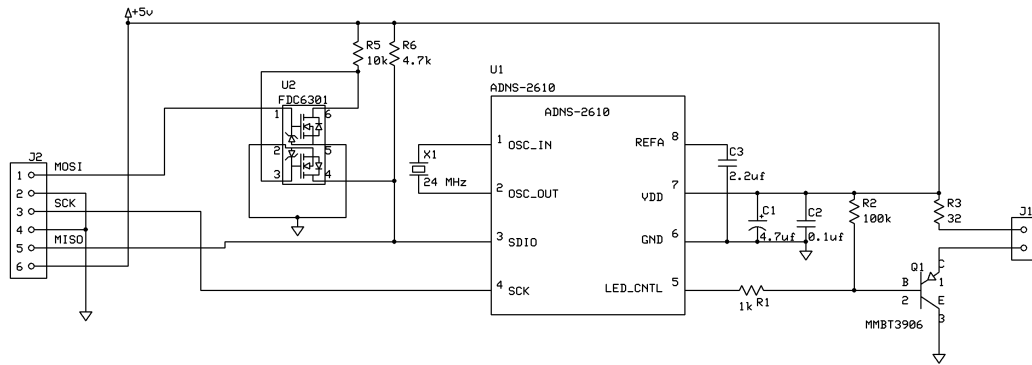 +5v
R5
10k
R6
4.7k
U2
FDC6301
1
6
2
5
3
4
U1
ADNS-2610
ADNS-2610
1
OSC_IN
2
OSC_OUT
3
SDIO
4
SCK
REFA
8
VDD
7
GND
6
LED_CNTL
5
X1
24 MHz
C3
2.2uf
C1
+
4.7uf
C2
0.1uf
R2
100k
R3
32
J1
1k R1
Q1
C
1
B
2
E
3
MMBT3906
J2
1
MOSI
2
3
SCK
4
5
MISO
6